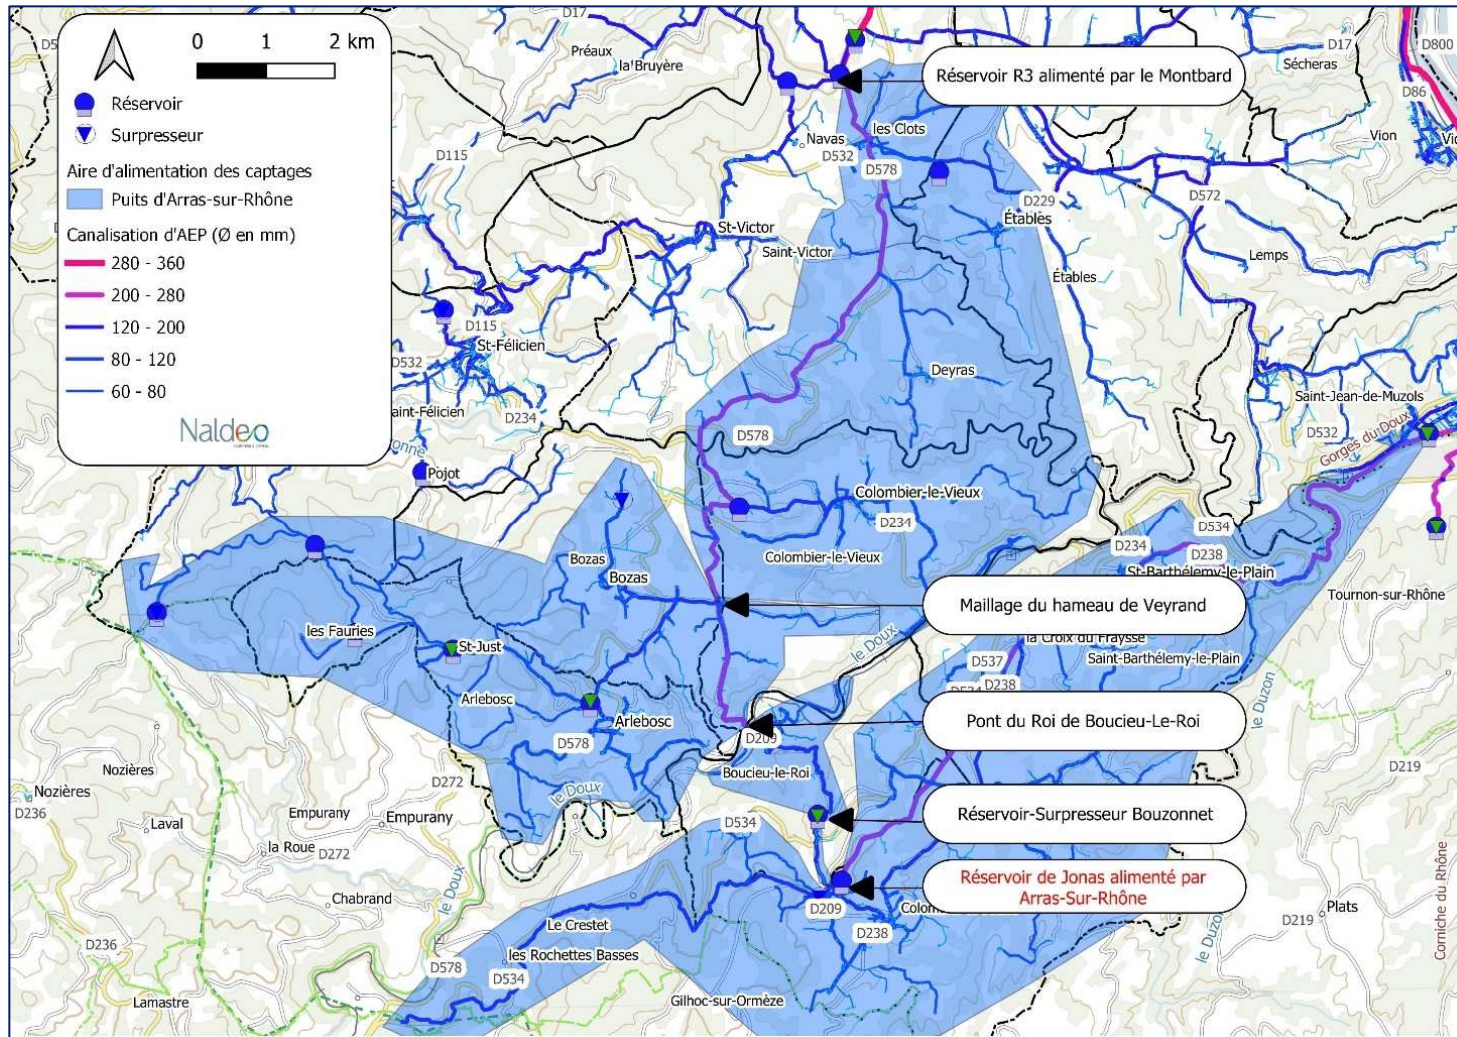 0 1 2 km
Réservoir
Surpresseur
Aire d'alimentation des captages
Puits d'Arras-sur-Rhône
Canalisation d'AEP (Ø en mm)
280 - 360
200 - 280
120 - 200
80 - 120
60 - 80
Naldeo
D17
Préaux
la Bruyère
D17
Sécheras
D800
D86
Réservoir R3 alimenté par le Montbard
les Clots
Navas
D532
D578
D115
Vion
D572
D229
Étables
St-Victor
Saint-Victor
Lemps
Étables
D115
St-Félicien
D532
D234
Deyras
Saint-Jean-de-Muzols
D532
Gorges du Doux
D578
Pojot
Colombier-le-Vieux
D234
D534
D234
D238
Colombier-le-Vieux
St-Barthélemy-le-Plain
Bozas
Bozas
Maillage du hameau de Veyrand
Tournon-sur-Rhône
les Fauries
St-Just
le Doux
la Croix du Fraysse
Saint-Barthélemy-le-Plain
D537
D238
le Duzon
Arlebosc
Arlebosc
D578
Pont du Roi de Boucieu-Le-Roi
D209
Boucieu-le-Roi
D219
D272
le Doux
Nozières
Nozières
D236
Laval
Empurany
Empurany
la Roue
D272
D534
Réservoir-Surpresseur Bouzonnet
Chabrand
le Doux
Réservoir de Jonas alimenté par
Arras-Sur-Rhône
D209
D238
Le Crestet
les Rochettes Basses
D578
D534
D236
Lamastre
Gilhoc-sur-Ormèze
le Duzon
D219
Plats
Corniche du Rhône